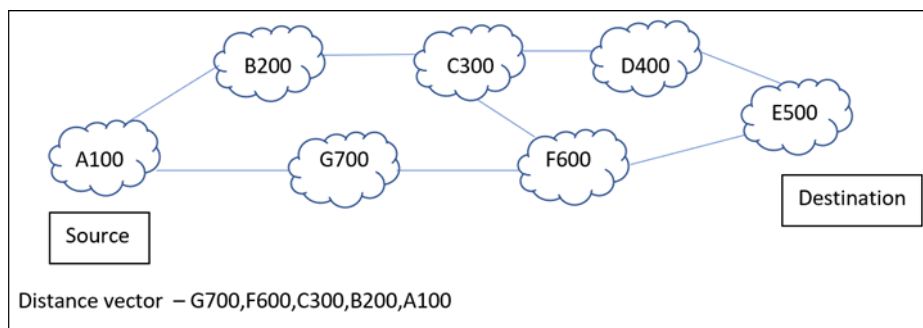 B200
C300
D400
E500
A100
G700
F600
Source
Destination
Distance vector – G700,F600,C300,B200,A100